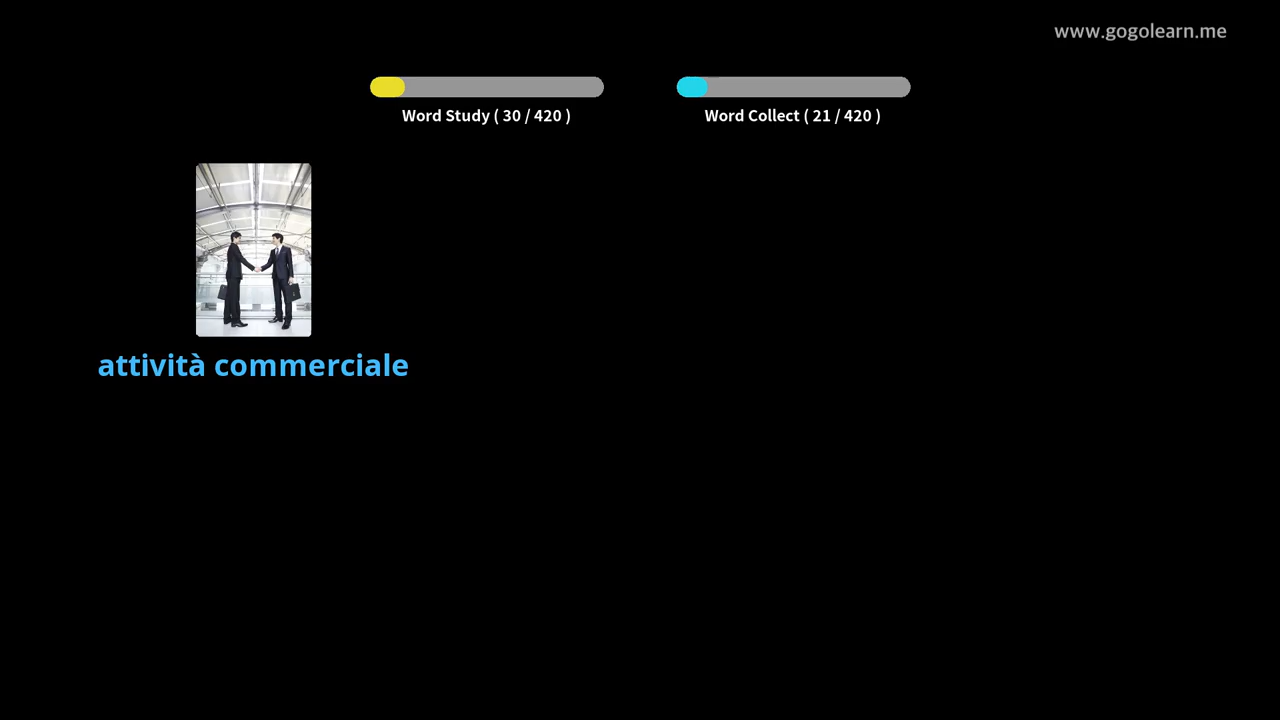 www.gogolearn.me
Word Study ( 30 / 420 )
Word Collect ( 21 / 420 )
attività commerciale